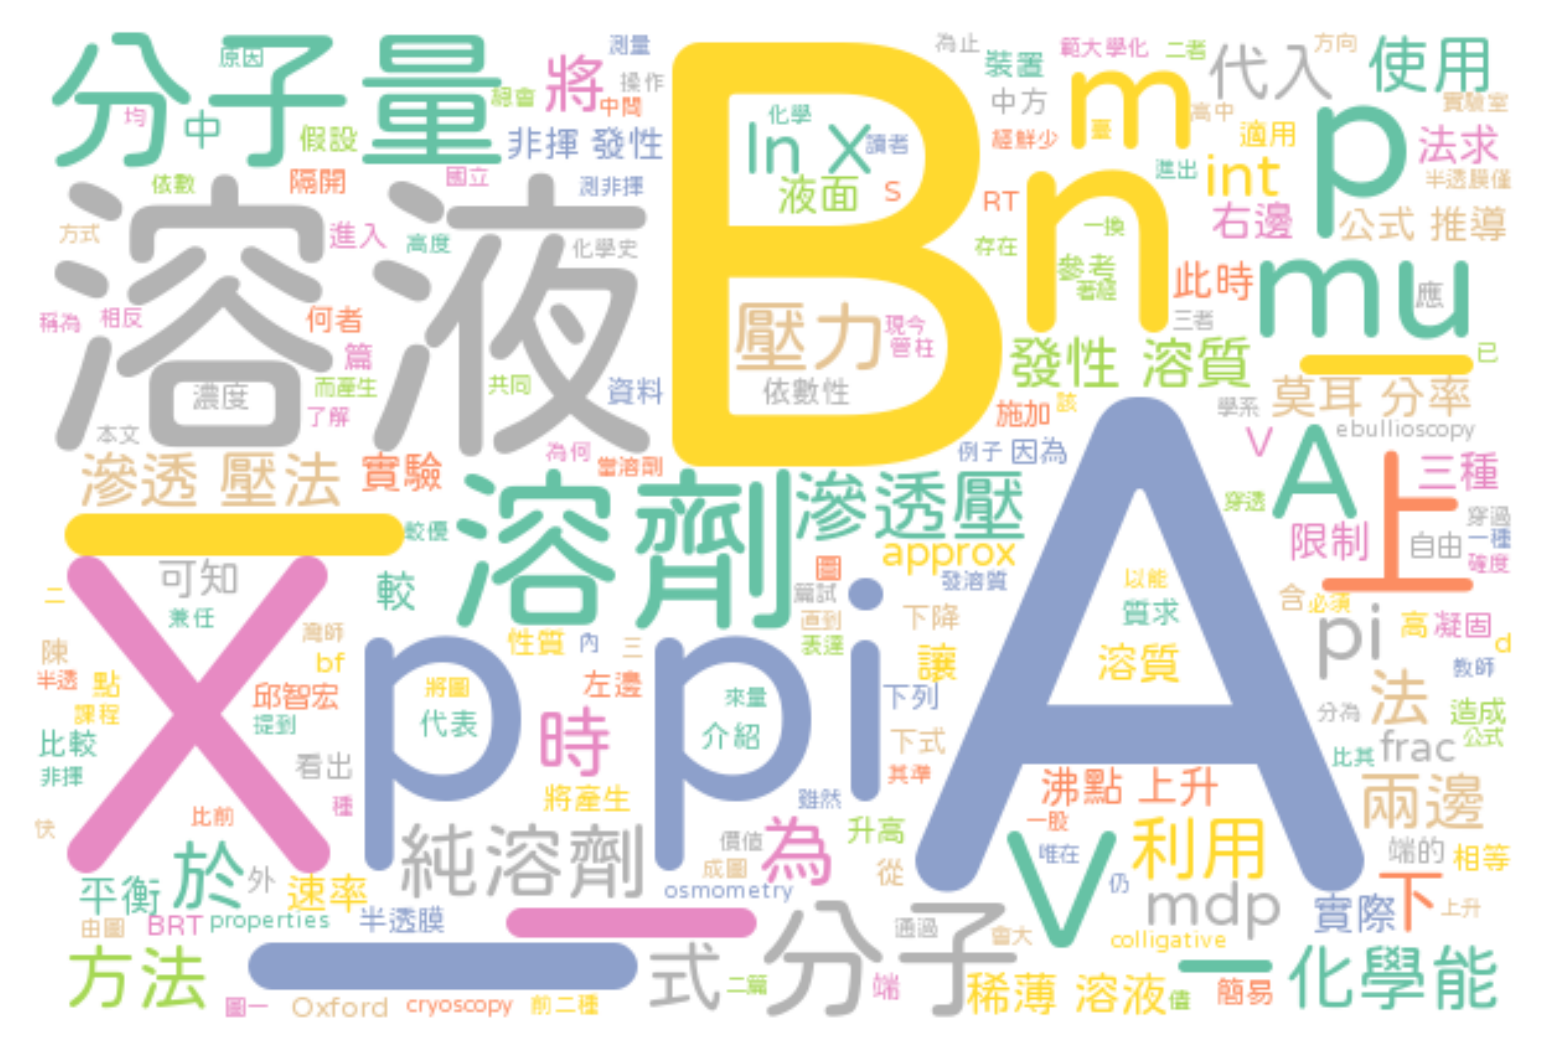 分子量
原因
將
測量
操作
總會
中間
均
中
假設
非揮 發性
依數
隔開
國立
測非揮
溶液
方式
進入
高度
化學史
稱為
相反
何者
篇
而產生
共同
資料
濃度
了解
本文
為何
當溶劑
B
化學
ln X
讀者
液面
S
壓力
現今
管柱
依數性
為止
裝置
範大學化
二者
代入
方向
使用
中方
m
臺
高中
實驗室
經鮮少
適用
p
法求
進出
int
半透膜僅
RT
n
一換
右邊
公式 推導
存在
參考
著經
此時
mu
應
三者
發性 溶質
已
施加
該
學系
莫耳 分率
ebullioscopy
例子
因為
V
A
上
三種
穿透
限制
自由
穿過
一種
確度
滲透 壓法
實驗
較優
溶劑
滲透壓
approx
圖
發溶質
篇試
X
可知
兼任
較
二
灣師
bf
陳
半透
點
課程
邱智宏
提到
比較
非揮
看出
種
比前
快
ppi
性質
內
三
直到
表達
將圖
代表
左邊
時
來量
介紹
將產生
雖然
下降
讓
下列
下式
其準
A
以能
質求
溶質
含
必須
pi
高
凝固
d
教師
法
分為
造成
公式
比其
frac
沸點 上升
兩邊
一般
平衡
於
外
速率
純溶劑
價值
成圖
為
升高
從
osmometry
V
唯在
仍
利用
端的
相等
mdp
下
實際
上升
由圖
BRT
properties
半透膜
通過
會大
colligative
方法
圖一
Oxford
cryoscopy
前二種
式
二篇
分子
端
稀薄 溶液
值
簡易
化學能